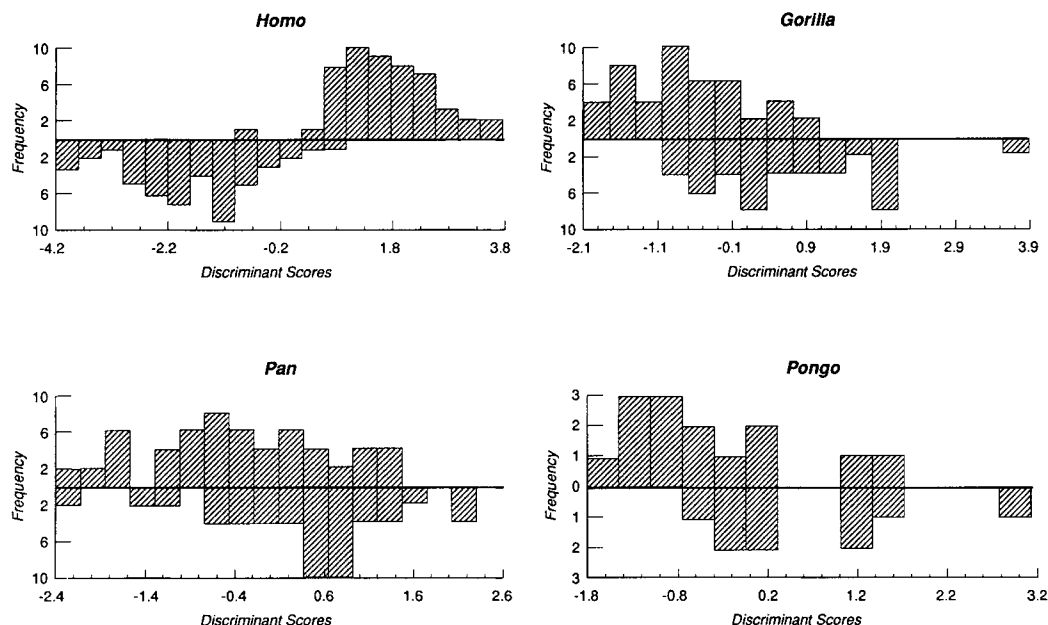 Homo
Frequency
10
6
2
2
6
10
-4.2 -2.2 -0.2 1.8 3.8
Discriminant Scores
Gorilla
Frequency
10
6
2
2
6
10
-2.1 -1.1 -0.1 0.9 1.9 2.9 3.9
Discriminant Scores
Pan
Frequency
10
6
2
2
6
10
-2.4 -1.4 -0.4 0.6 1.6 2.6
Discriminant Scores
Pongo
Frequency
3
2
1
0
1
2
3
-1.8 -0.8 0.2 1.2 2.2 3.2
Discriminant Scores